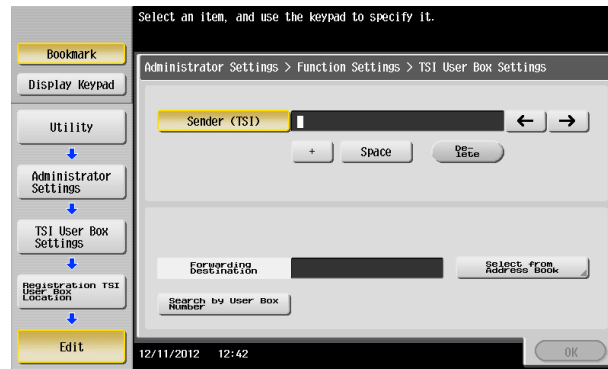 Select an item, and use the keypad to specify it.
Bookmark
Display Keypad
Administrator Settings > Function Settings > TSI User Box Settings
Utility
Sender (TSI)
← →
+ Space De-
lete
Administrator
Settings
TSI User Box
Settings
Forwarding
Destination
Select from
Address Book
Registration TSI
User Box
Location
Search by User Box
Number
Edit
12/11/2012 12:42
OK